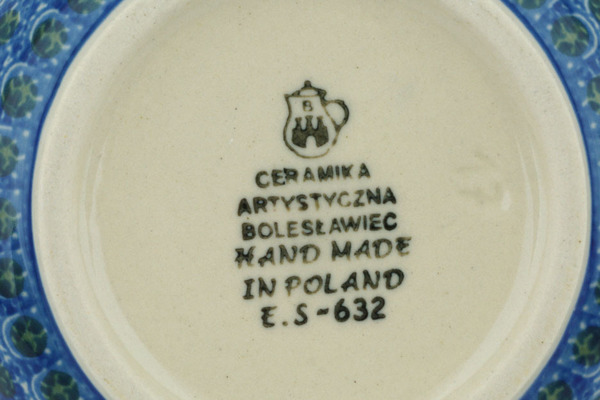 B
CERAMIKA
ARTYSTYCZNA
BOLESŁAWIEC
HAND MADE
IN POLAND
E.S-632